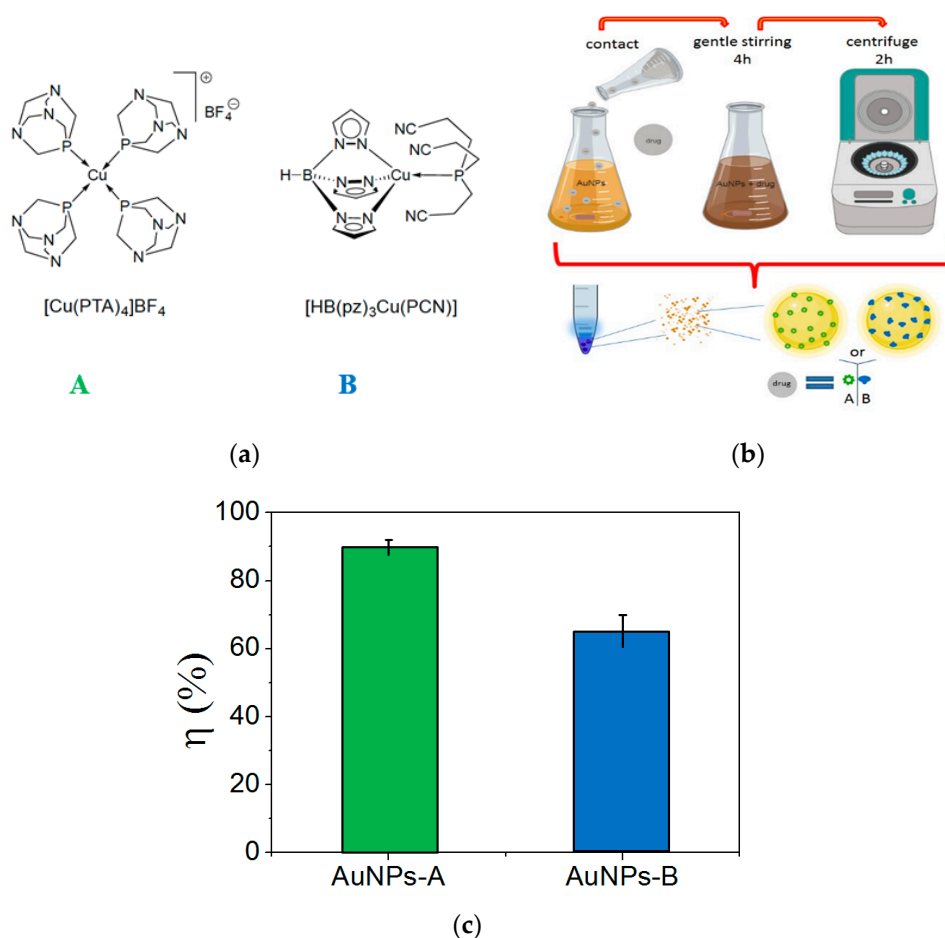 N
N
N
P
N
N
N
P
Cu
P
N
N
N
P
N
N
N
⊕
BF4⊖
[Cu(PTA)4]BF4
A
H
B
N
N
N
N
N
N
Cu
P
NC
NC
NC
[HB(pz)3Cu(PCN)]
B
(a)
contact
gentle stirring
4h
centrifuge
2h
drug
AuNPs
AuNPs + drug
or
drug
A
B
(b)
100
80
60
40
20
0
η (%)
AuNPs-A
AuNPs-B
(c)